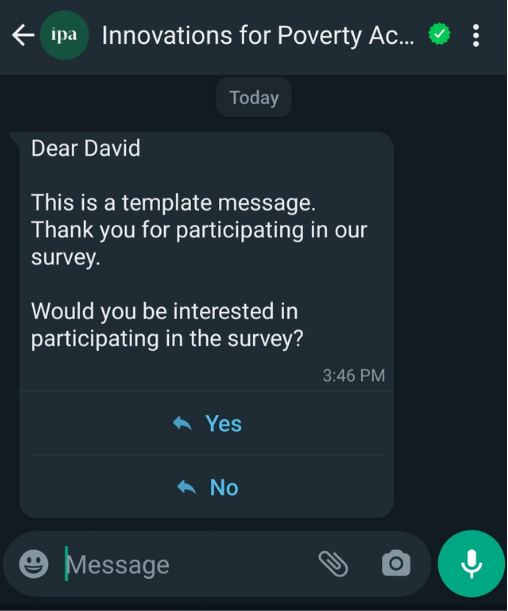 ipa
Innovations for Poverty Ac...
Today
Dear David
This is a template message.
Thank you for participating in our
survey.
Would you be interested in
participating in the survey?
3:46 PM
Yes
No
Message